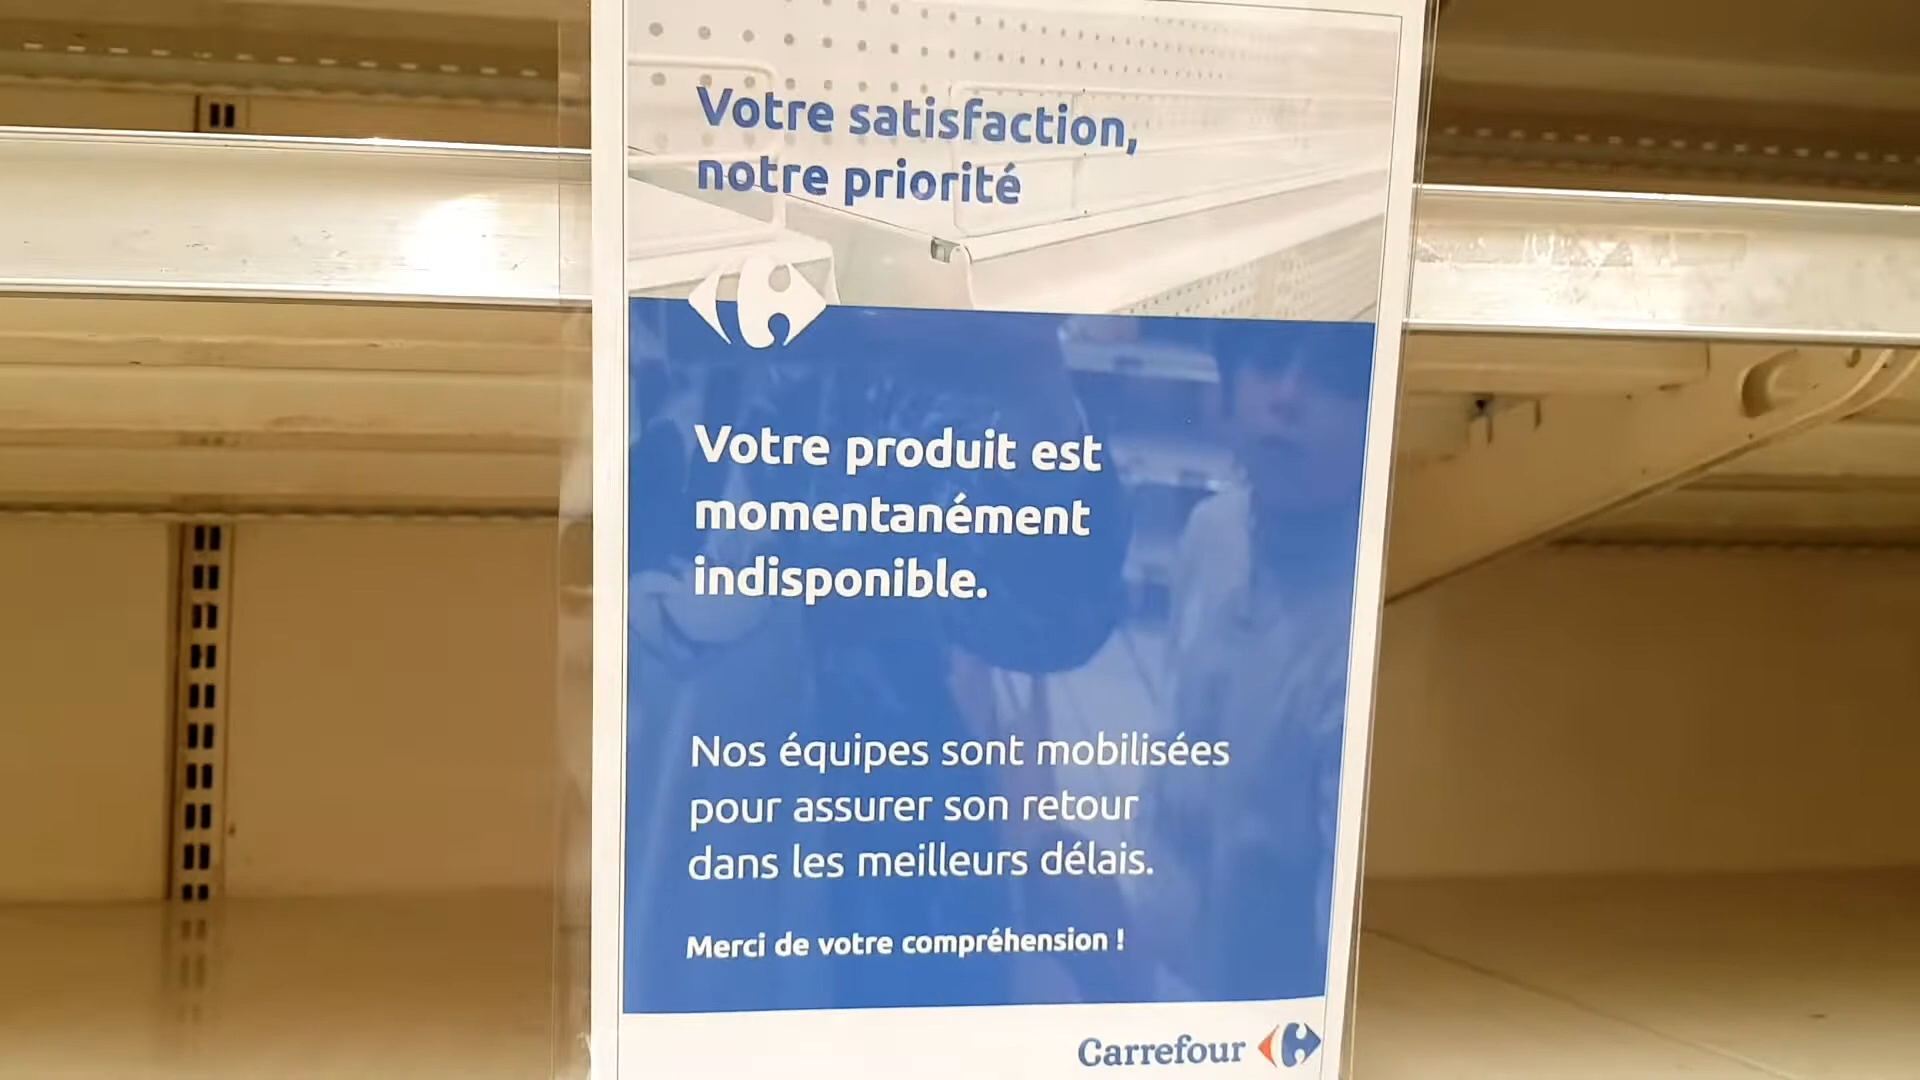 Votre satisfaction,
notre priorité
Votre produit est
momentanément
indisponible.
Nos équipes sont mobilisées
pour assurer son retour
dans les meilleurs délais.
Merci de votre compréhension !
Carrefour